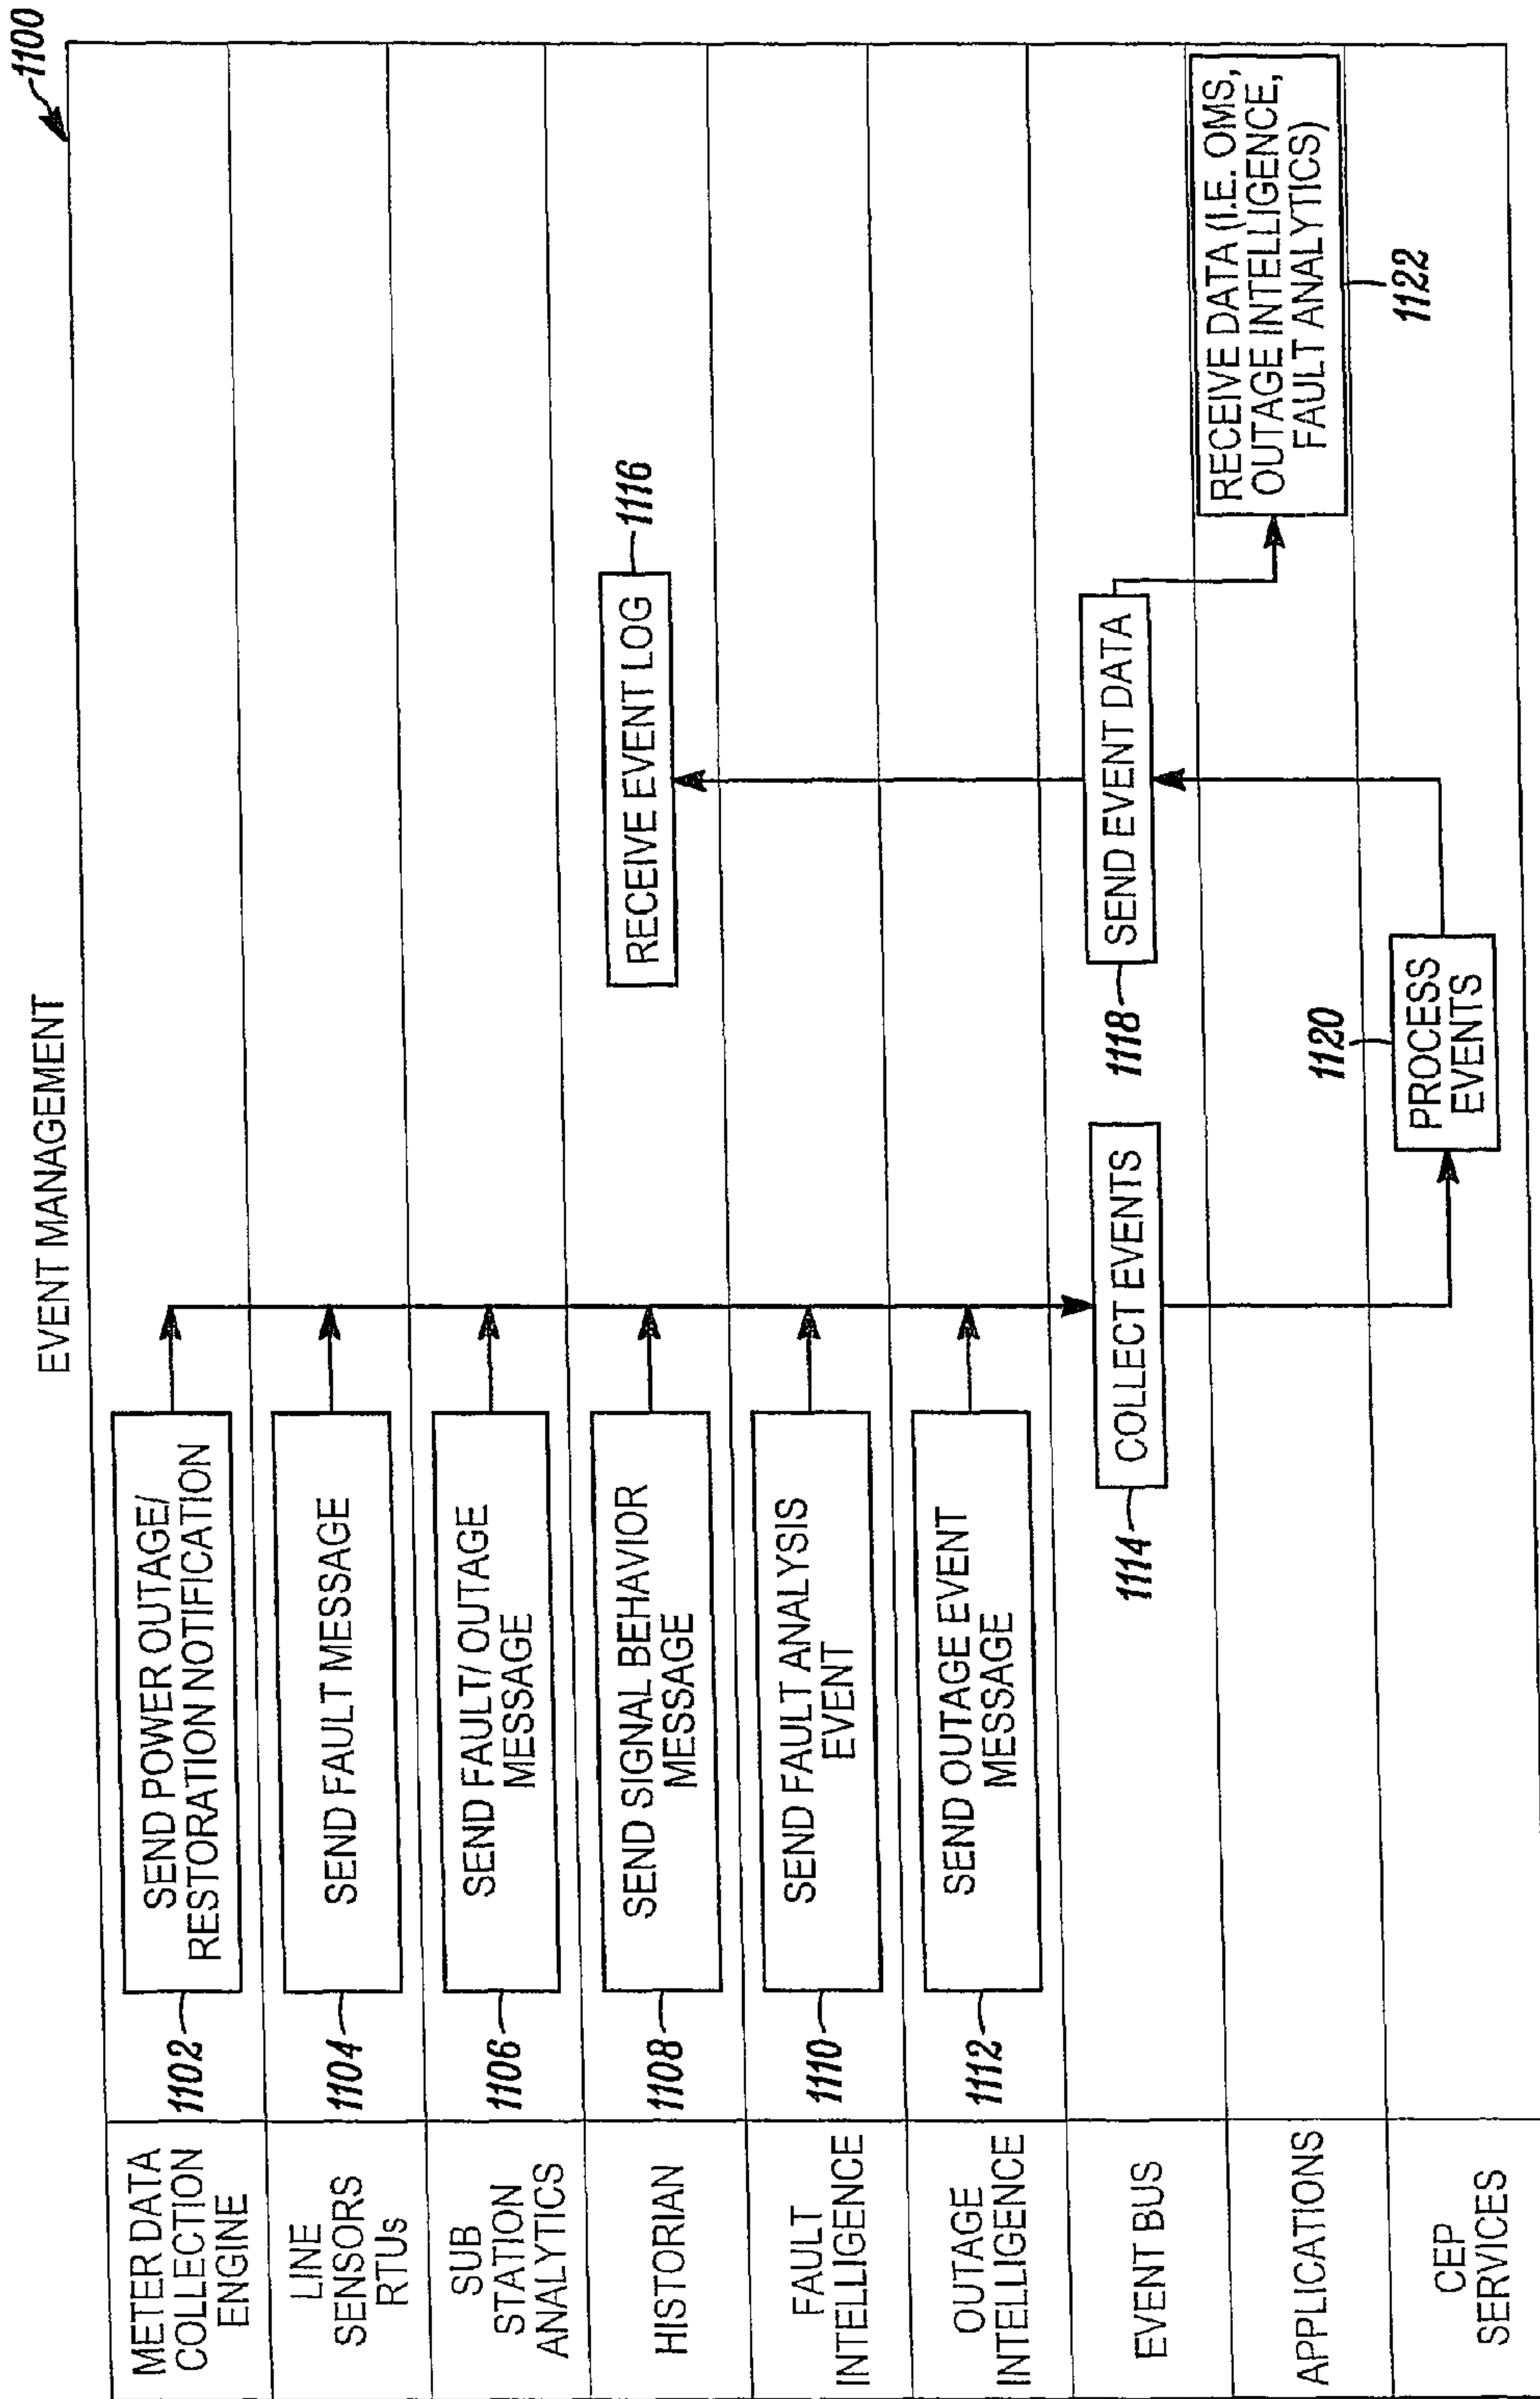 1100
EVENT MANAGEMENT
METER DATA
COLLECTION
ENGINE
1102
SEND POWER OUTAGE/
RESTORATION NOTIFICATION
LINE
SENSORS
RTUs
1104
SEND FAULT MESSAGE
SUB
STATION
ANALYTICS
1106
SEND FAULT/ OUTAGE
MESSAGE
HISTORIAN
1108
SEND SIGNAL BEHAVIOR
MESSAGE
RECEIVE EVENT LOG
1116
FAULT
INTELLIGENCE
1110
SEND FAULT ANALYSIS
EVENT
OUTAGE
INTELLIGENCE
1112
SEND OUTAGE EVENT
MESSAGE
EVENT BUS
1114
COLLECT EVENTS
1118
SEND EVENT DATA
APPLICATIONS
RECEIVE DATA (I.E. OMS,
OUTAGE INTELLIGENCE,
FAULT ANALYTICS)
1122
CEP
SERVICES
1120
PROCESS
EVENTS